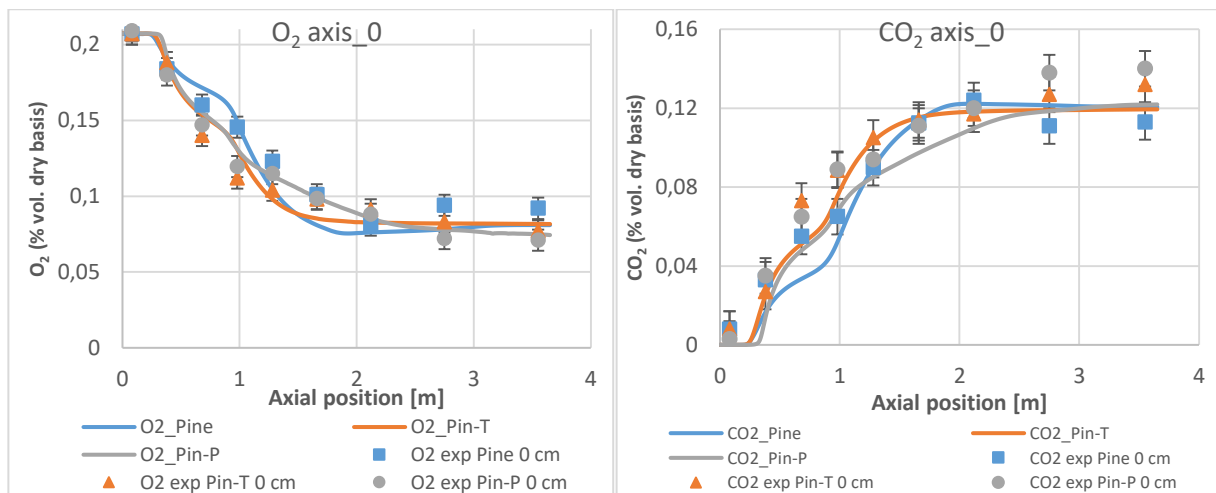 O₂ axis_0
O₂ (% vol. dry basis)
0,2
0,15
0,1
0,05
0
0 1 2 3 4
Axial position [m]
O2_Pine O2_Pin-T
O2_Pin-P O2 exp Pine 0 cm
O2 exp Pin-T 0 cm O2 exp Pin-P 0 cm
CO₂ axis_0
CO₂ (% vol. dry basis)
0,16
0,12
0,08
0,04
0
0 1 2 3 4
Axial position [m]
CO2_Pine CO2_Pin-T
CO2_Pin-P CO2 exp Pine 0 cm
CO2 exp Pin-T 0 cm CO2 exp Pin-P 0 cm